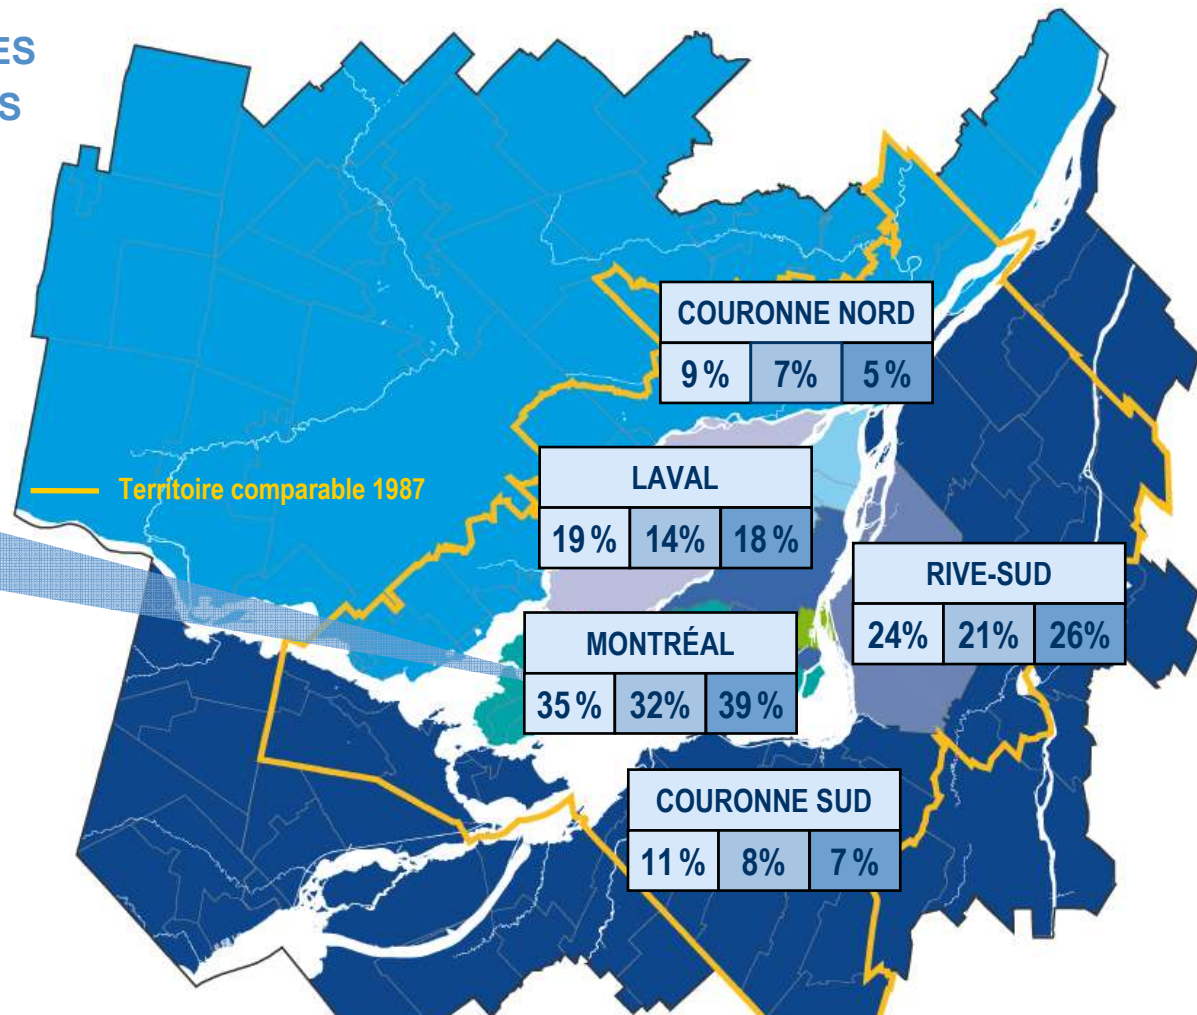 ES
S
COURONNE NORD
9 % 7% 5 %
LAVAL
19 % 14% 18 %
Territoire comparable 1987
RIVE-SUD
24% 21% 26%
MONTRÉAL
35 % 32% 39 %
COURONNE SUD
11 % 8% 7 %